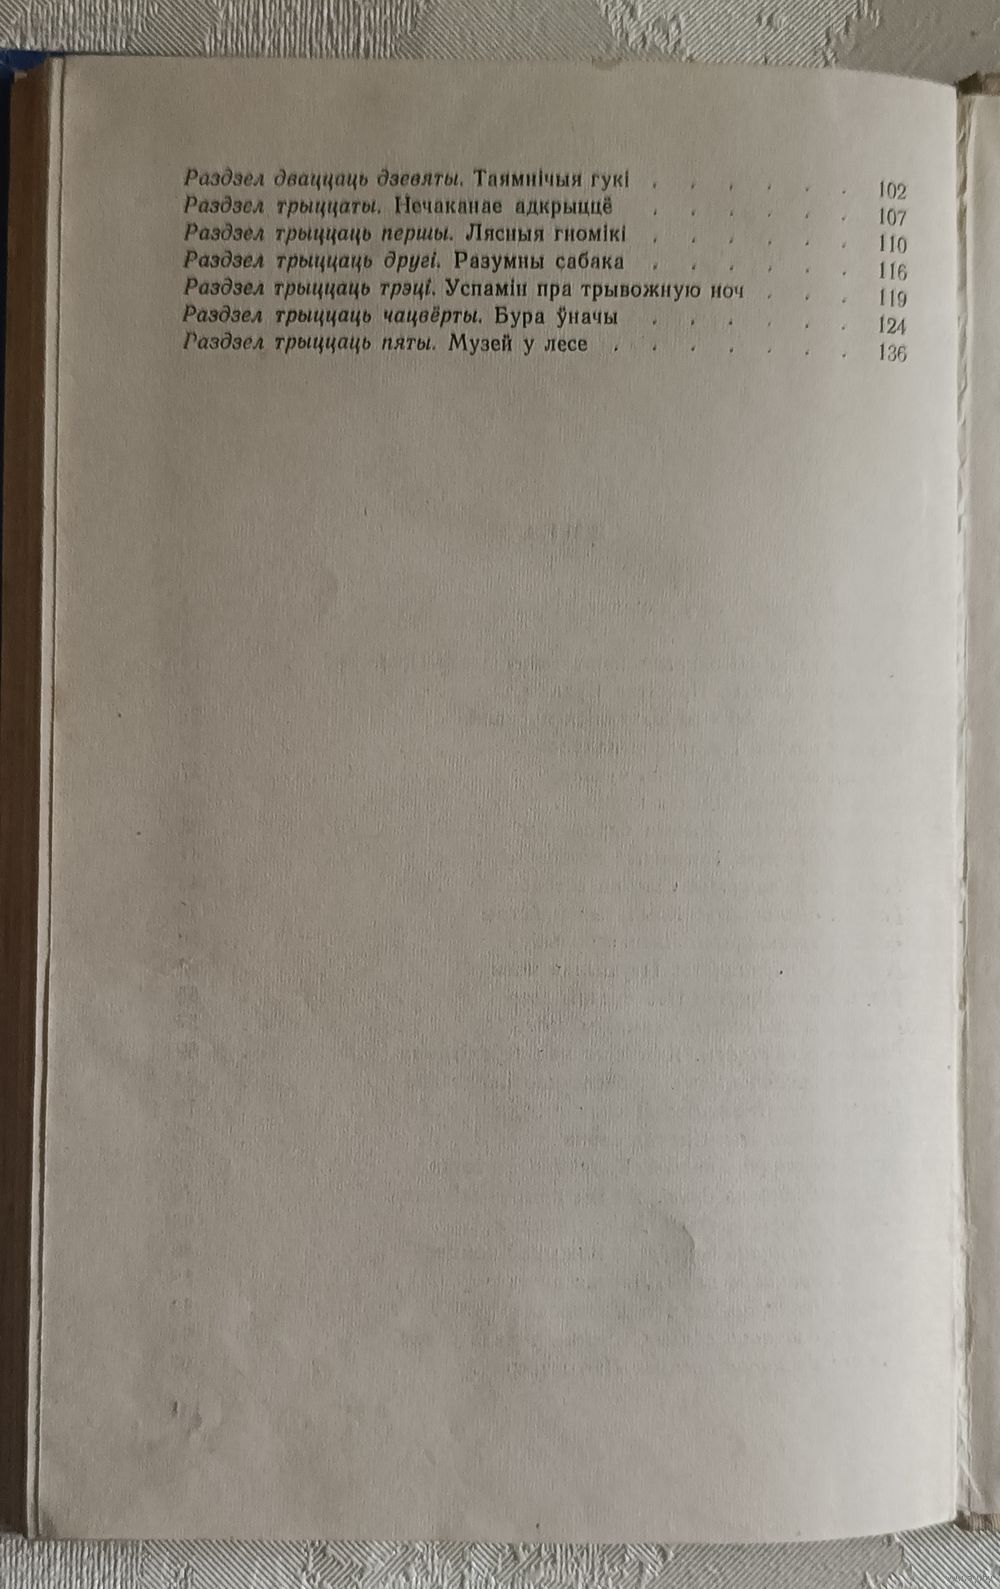 Раздзел дваццаць дзевяты. Таямнічыя гукі . . . . . . 102
Раздзел трыццаты. Нечаканае адкрыццё . . . . . . 107
Раздзел трыццаць першы. Лясныя гномікі . . . . . . 110
Раздзел трыццаць другі. Разумны сабака . . . . . . 116
Раздзел трыццаць трэці. Успамін пра трывожную ноч . . . 119
Раздзел трыццаць чацвёрты. Бура ўначы . . . . . . 124
Раздзел трыццаць пяты. Музей у лесе . . . . . . . 136